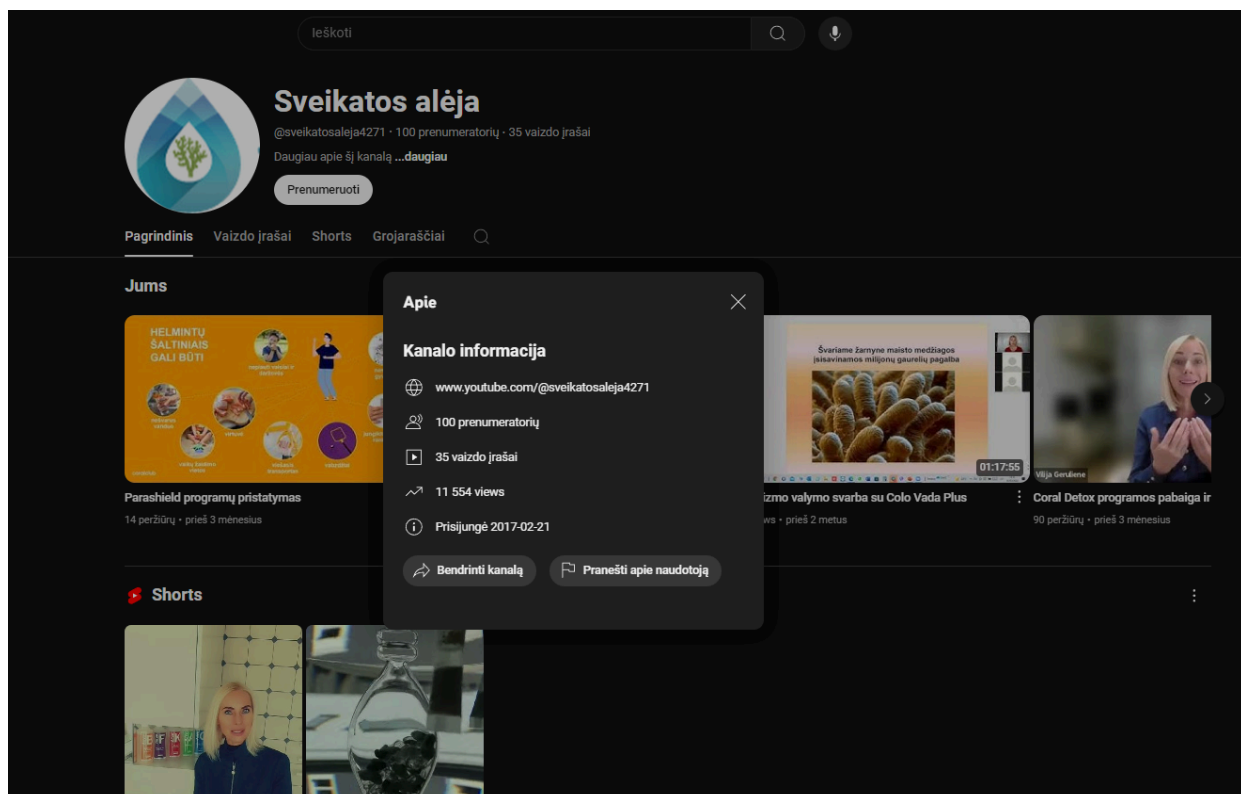 Ieškoti
Sveikatos alėja
@sveikatosaleja4271 · 100 prenumeratorių · 35 vaizdo įrašai
Daugiau apie šį kanalą ...daugiau
Prenumeruoti
Pagrindinis Vaizdo įrašai Shorts Grojaraščiai
Jums
HELMINTŲ
ŠALTINIAIS
GALI BŪTI
Parashield programų pristatymas
14 peržiūrų • prieš 3 mėnesius
Apie
Kanalo informacija
www.youtube.com/@sveikatosaleja4271
100 prenumeratorių
35 vaizdo įrašai
11 554 views
Prisijungė 2017-02-21
Bendrinti kanalą
Pranešti apie naudotoją
Švariame žarnyne maisto medžiagos
įsisavinamos milijonų gaurelių pagalba
01:17:55
izmo valymo svarba su Colo Vada Plus
ws • prieš 2 metus
Vilija Geruliene
Coral Detox programos pabaiga ir
90 peržiūrų • prieš 3 mėnesius
Shorts